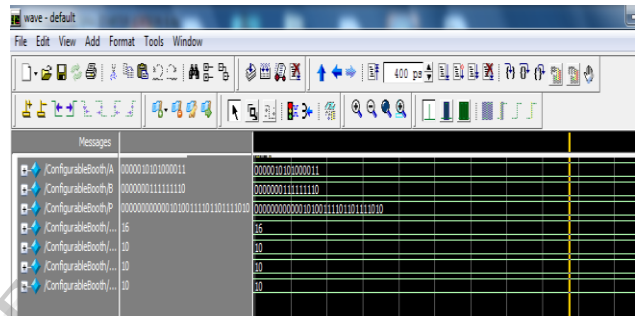 wave - default
File Edit View Add Format Tools Window
400 ps
Messages
/ConfigurableBooth/A 0000010101000011 0000010101000011
/ConfigurableBooth/B 0000000111111110 0000000111111110
/ConfigurableBooth/P 00000000000010100111101101111010 00000000000010100111101101111010
/ConfigurableBooth/... 16 16
/ConfigurableBooth/... 10 10
/ConfigurableBooth/... 10 10
/ConfigurableBooth/... 10 10